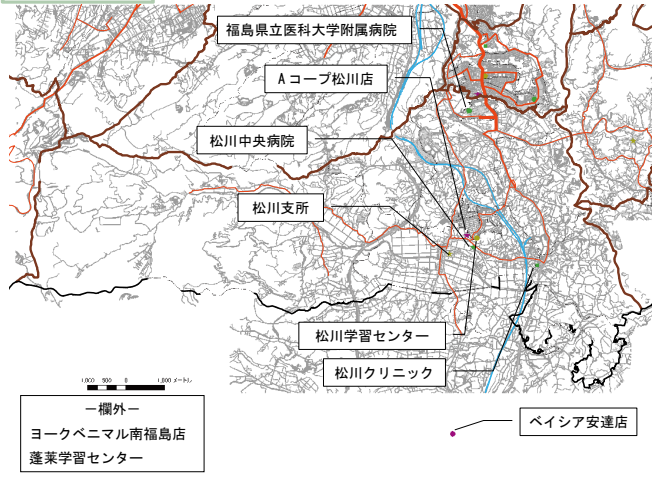 福島県立医科大学附属病院
Aコープ松川店
松川中央病院
松川支所
松川学習センター
松川クリニック
1,000 500 0 1,000 メートル
－欄外－
ヨークベニマル南福島店
蓬莱学習センター
ベイシア安達店